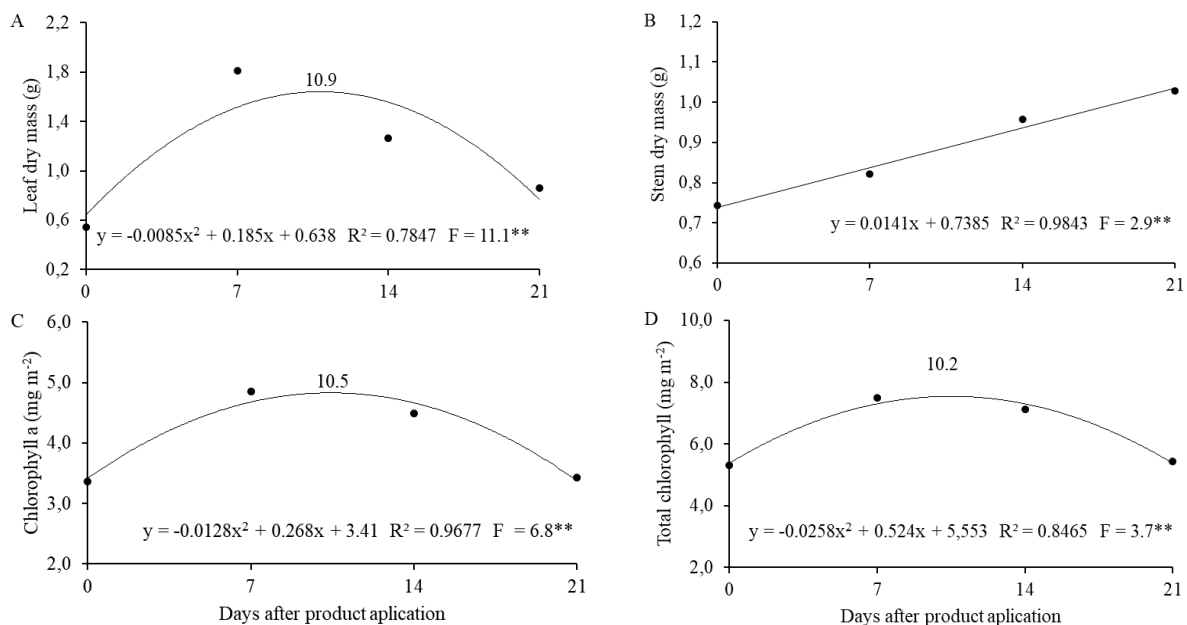 A
Leaf dry mass (g)
2,2
1,8
1,4
1,0
0,6
0,2
10.9
y = -0.0085x² + 0.185x + 0.638 R² = 0.7847 F = 11.1**
0 7 14 21
B
Stem dry mass (g)
1,2
1,1
1,0
0,9
0,8
0,7
0,6
y = 0.0141x + 0.7385 R² = 0.9843 F = 2.9**
0 7 14 21
C
Chlorophyll a (mg m⁻²)
6,0
5,0
4,0
3,0
2,0
10.5
y = -0.0128x² + 0.268x + 3.41 R² = 0.9677 F = 6.8**
0 7 14 21
Days after product aplication
D
Total chlorophyll (mg m⁻²)
10,0
8,0
6,0
4,0
2,0
10.2
y = -0.0258x² + 0.524x + 5,553 R² = 0.8465 F = 3.7**
0 7 14 21
Days after product aplication